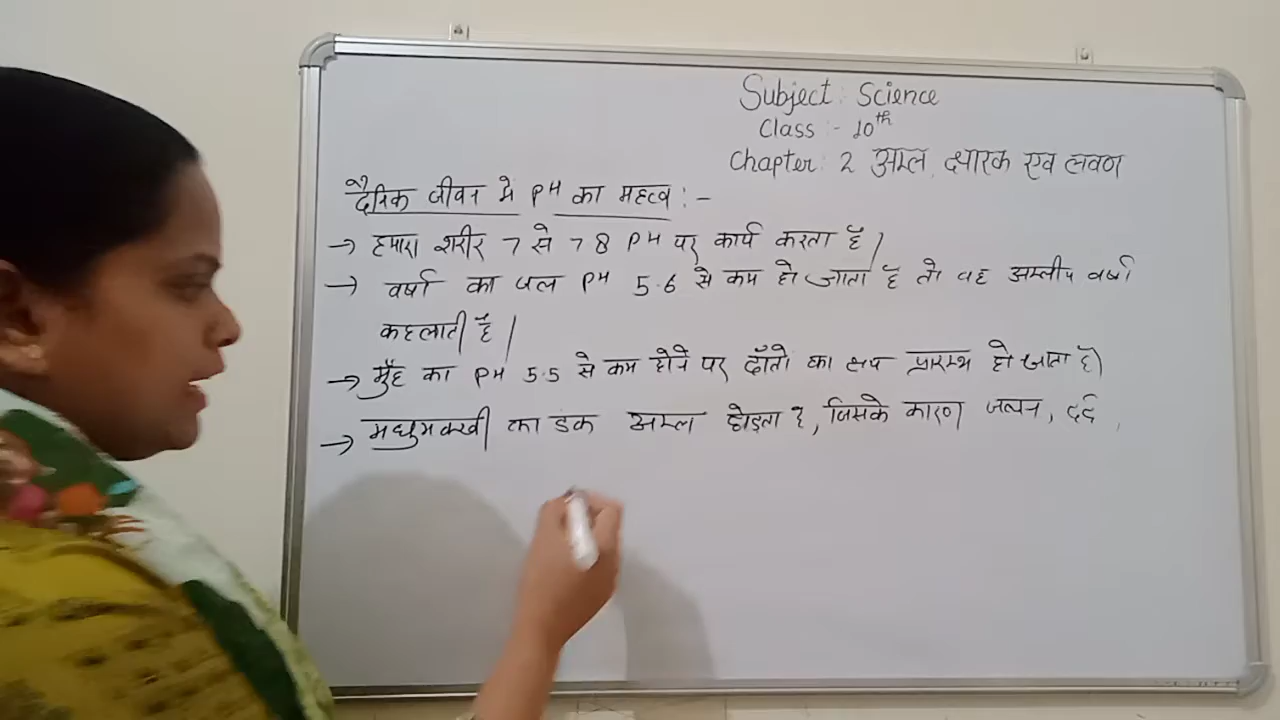 Subject: Science
Class :- 10th
Chapter: 2 अम्ल, क्षारक एवं लवण
दैनिक जीवन मे PH का महत्व :-
→ हमारा शरीर 7 से 7 8 PH पर कार्य करता है।
→ वर्षा का जल PH 5.6 से कम हो जाता है तो वह अम्लीय वर्षा
कहलाती है।
→ मुँह का PH 5.5 से कम होने पर दाँतो का क्षय प्रारम्भ हो जाता है।
→ मधुमक्खी का डंक अम्ल छोड़ता है, जिसके कारण जलन, दर्द,